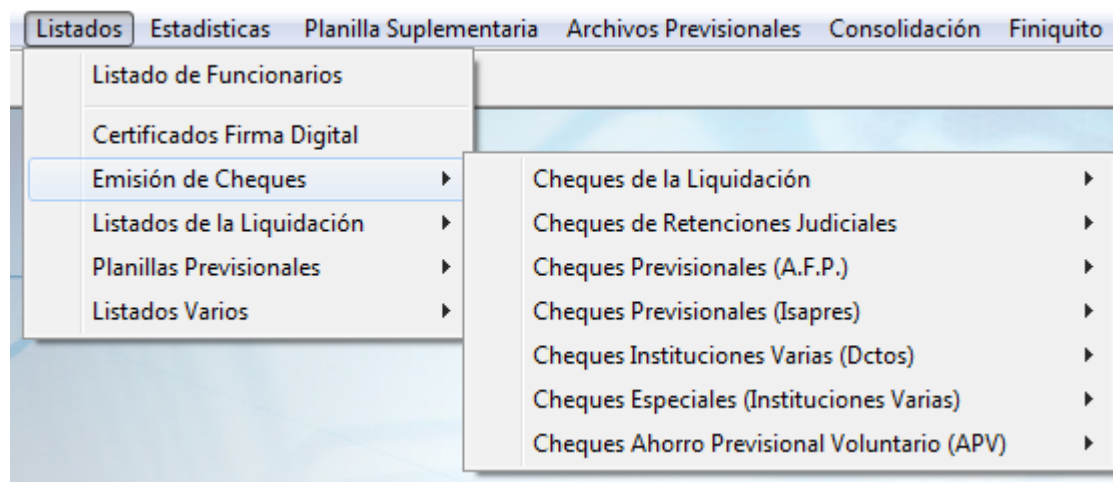 Listados Estadisticas Planilla Suplementaria Archivos Previsionales Consolidación Finiquito
Listado de Funcionarios
Certificados Firma Digital
Emisión de Cheques
Listados de la Liquidación
Planillas Previsionales
Listados Varios
Cheques de la Liquidación
Cheques de Retenciones Judiciales
Cheques Previsionales (A.F.P.)
Cheques Previsionales (Isapres)
Cheques Instituciones Varias (Dctos)
Cheques Especiales (Instituciones Varias)
Cheques Ahorro Previsional Voluntario (APV)